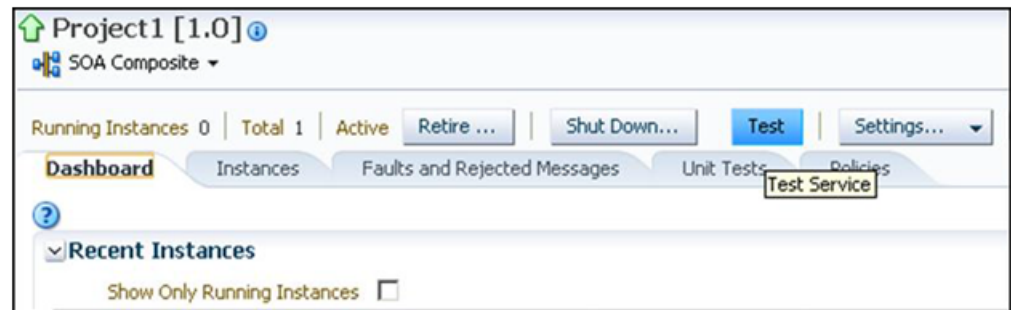 Project1 [1.0]
SOA Composite
Running Instances 0 | Total 1 | Active Retire ... | Shut Down... Test | Settings...
Dashboard Instances Faults and Rejected Messages Unit Tests Policies
Test Service
Recent Instances
Show Only Running Instances